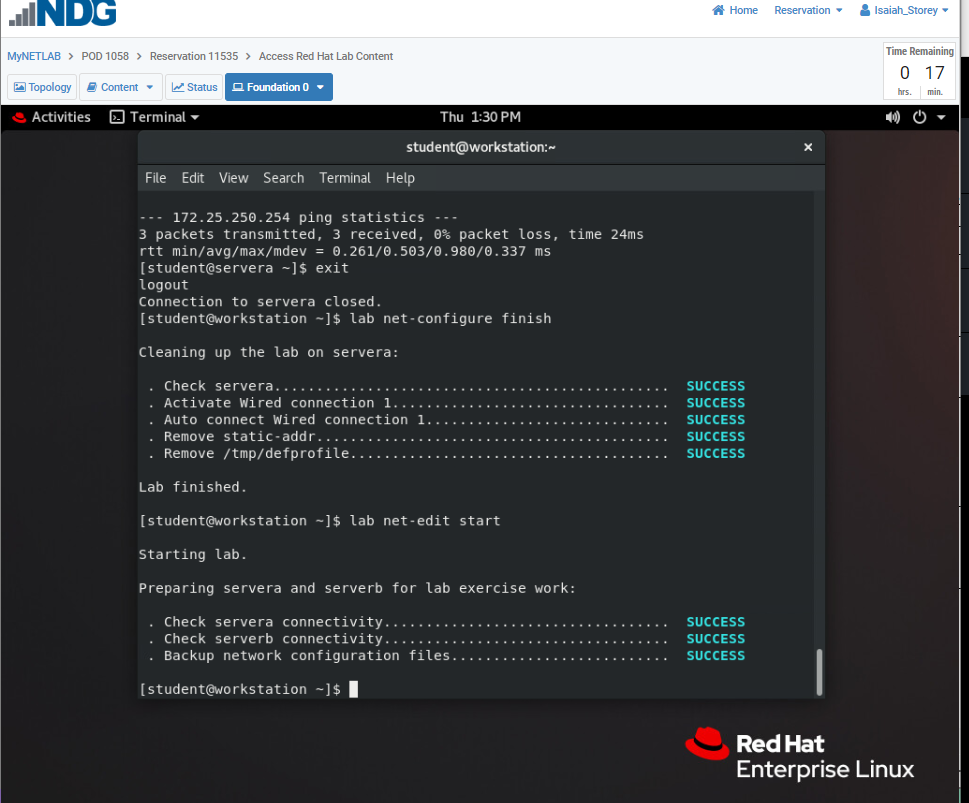 NDG
Home Reservation Isaiah_Storey
MyNETLAB > POD 1058 > Reservation 11535 > Access Red Hat Lab Content
Time Remaining
0 17
hrs. min.
Topology Content Status Foundation 0
Activities Terminal Thu 1:30 PM
student@workstation:~ ×
File Edit View Search Terminal Help
--- 172.25.250.254 ping statistics ---
3 packets transmitted, 3 received, 0% packet loss, time 24ms
rtt min/avg/max/mdev = 0.261/0.503/0.980/0.337 ms
[student@servera ~]$ exit
logout
Connection to servera closed.
[student@workstation ~]$ lab net-configure finish
Cleaning up the lab on servera:
. Check servera............................................... SUCCESS
. Activate Wired connection 1................................. SUCCESS
. Auto connect Wired connection 1............................. SUCCESS
. Remove static-addr.......................................... SUCCESS
. Remove /tmp/defprofile...................................... SUCCESS
Lab finished.
[student@workstation ~]$ lab net-edit start
Starting lab.
Preparing servera and serverb for lab exercise work:
. Check servera connectivity.................................. SUCCESS
. Check serverb connectivity.................................. SUCCESS
. Backup network configuration files.......................... SUCCESS
[student@workstation ~]$
Red Hat
Enterprise Linux